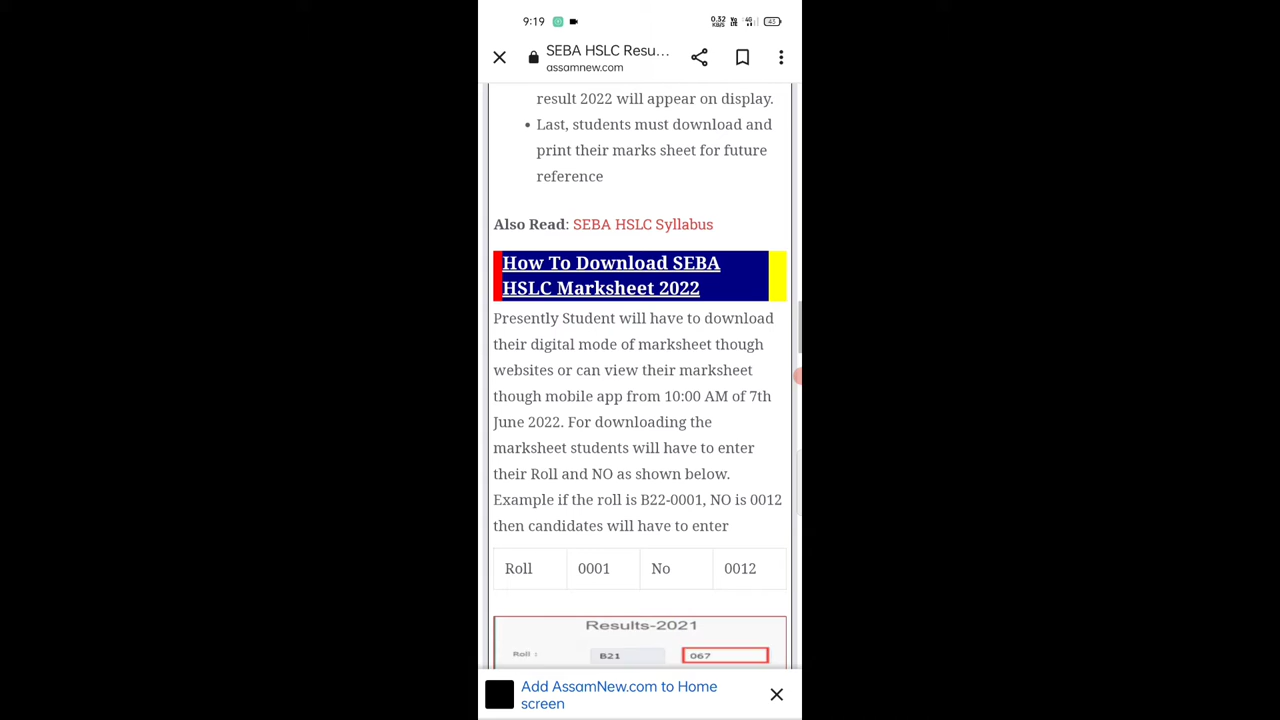 9:19
0.32 KB/S 4G 43
SEBA HSLC Resu...
assamnew.com
result 2022 will appear on display.
• Last, students must download and
print their marks sheet for future
reference
Also Read: SEBA HSLC Syllabus
How To Download SEBA
HSLC Marksheet 2022
Presently Student will have to download
their digital mode of marksheet though
websites or can view their marksheet
though mobile app from 10:00 AM of 7th
June 2022. For downloading the
marksheet students will have to enter
their Roll and NO as shown below.
Example if the roll is B22-0001, NO is 0012
then candidates will have to enter
Roll 0001 No 0012
Results-2021
Roll : B21 067
Add AssamNew.com to Home
screen